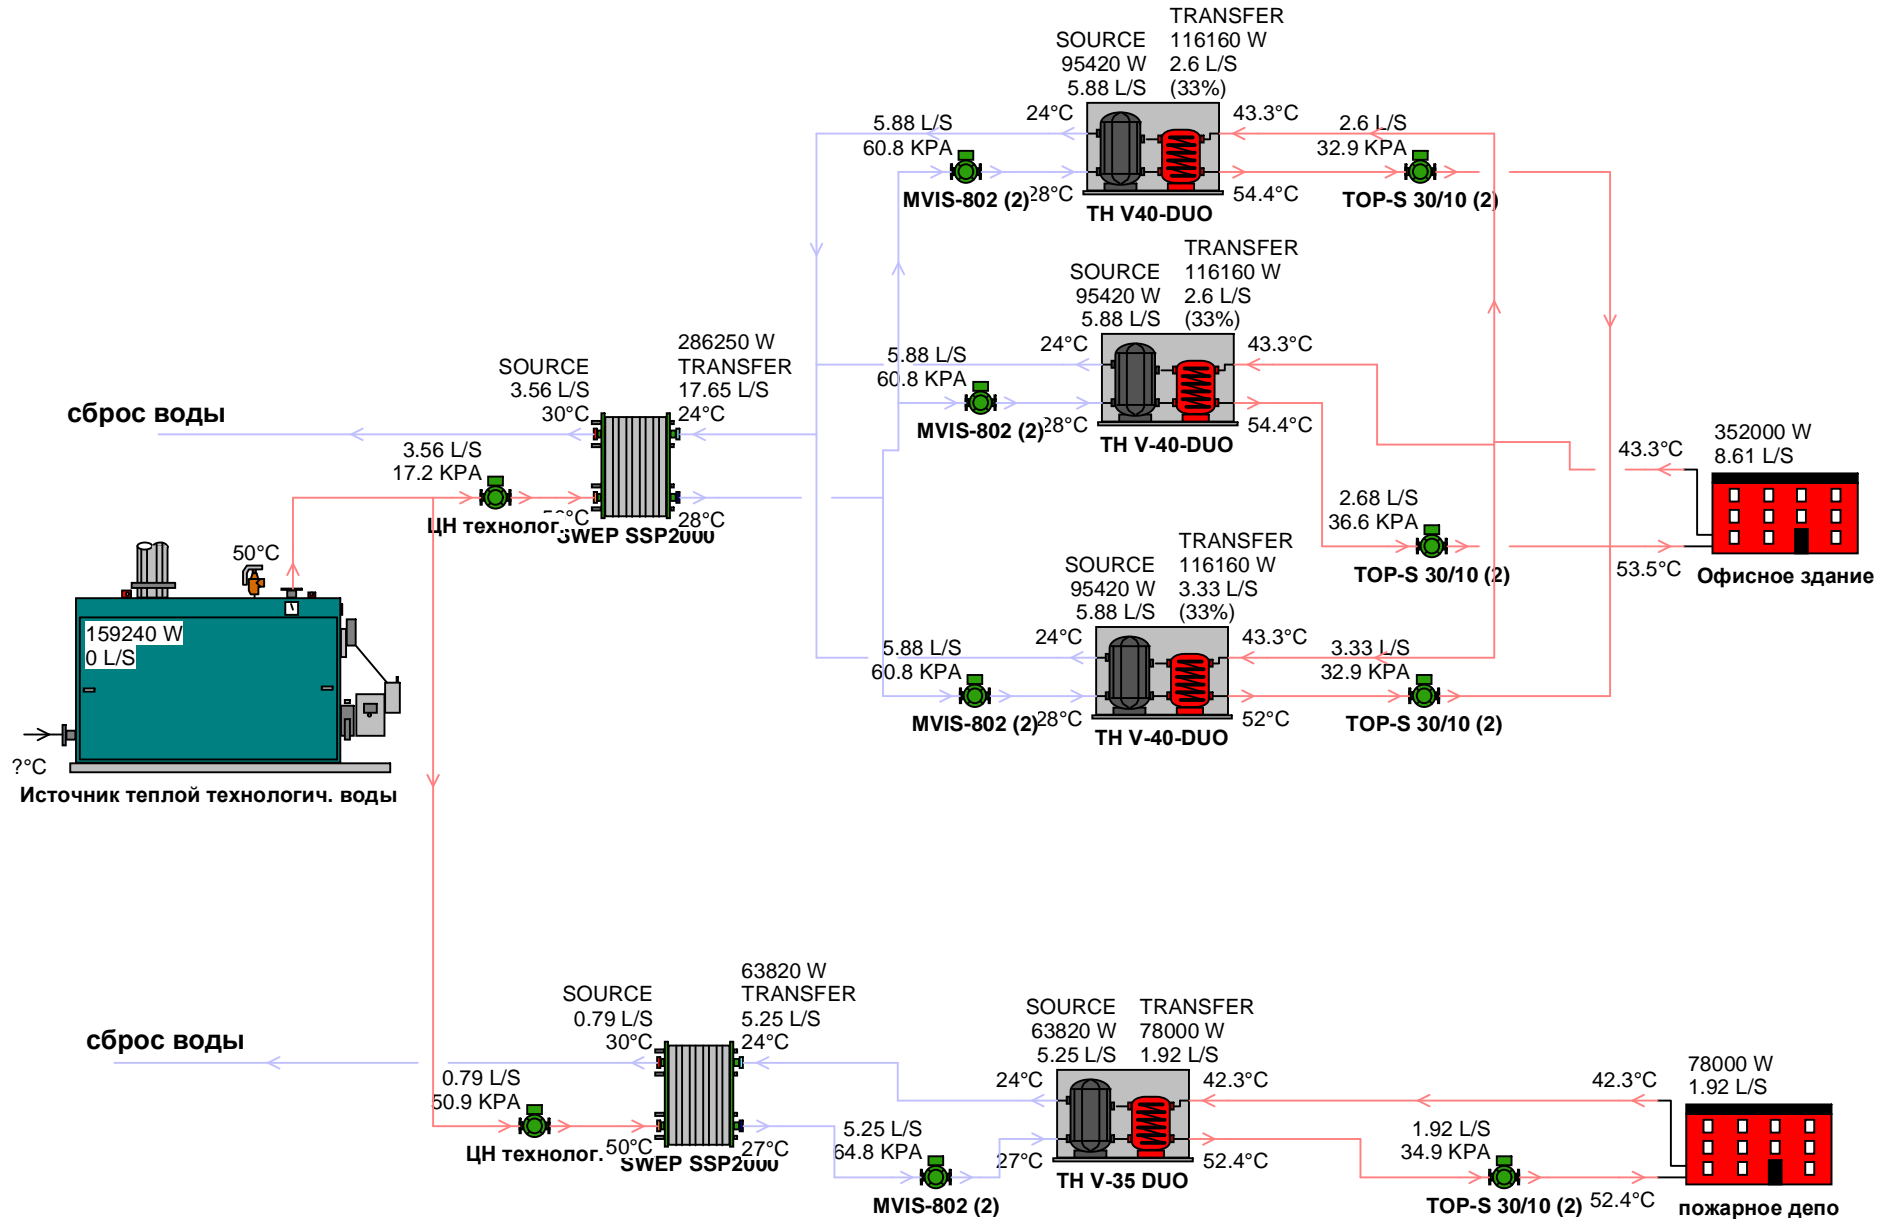 TRANSFER
SOURCE 116160 W
95420 W 2.6 L/S
5.88 L/S (33%)
24°C 43.3°C
5.88 L/S
60.8 KPA
2.6 L/S
32.9 KPA
MVIS-802 (2)
28°C 54.4°C
TH V40-DUO
TOP-S 30/10 (2)
TRANSFER
SOURCE 116160 W
95420 W 2.6 L/S
5.88 L/S (33%)
24°C 43.3°C
5.88 L/S
60.8 KPA
MVIS-802 (2)
28°C 54.4°C
TH V-40-DUO
2.68 L/S
36.6 KPA
TOP-S 30/10 (2)
286250 W
SOURCE TRANSFER
3.56 L/S 17.65 L/S
30°C 24°C
сброс воды
3.56 L/S
17.2 KPA
ЦН технолог.
28°C
SWEP SSP2000
43.3°C
352000 W
8.61 L/S
53.5°C
Офисное здание
TRANSFER
SOURCE 116160 W
95420 W 3.33 L/S
5.88 L/S (33%)
24°C 43.3°C
5.88 L/S
60.8 KPA
3.33 L/S
32.9 KPA
MVIS-802 (2)
28°C 52°C
TH V-40-DUO
TOP-S 30/10 (2)
50°C
159240 W
0 L/S
?°C
Источник теплой технологич. воды
63820 W
SOURCE TRANSFER
0.79 L/S 5.25 L/S
30°C 24°C
сброс воды
0.79 L/S
50.9 KPA
ЦН технолог.
50°C 27°C
SWEP SSP2000
5.25 L/S
64.8 KPA
MVIS-802 (2)
SOURCE TRANSFER
63820 W 78000 W
5.25 L/S 1.92 L/S
24°C 42.3°C
27°C 52.4°C
TH V-35 DUO
1.92 L/S
34.9 KPA
TOP-S 30/10 (2)
42.3°C
78000 W
1.92 L/S
52.4°C
пожарное депо